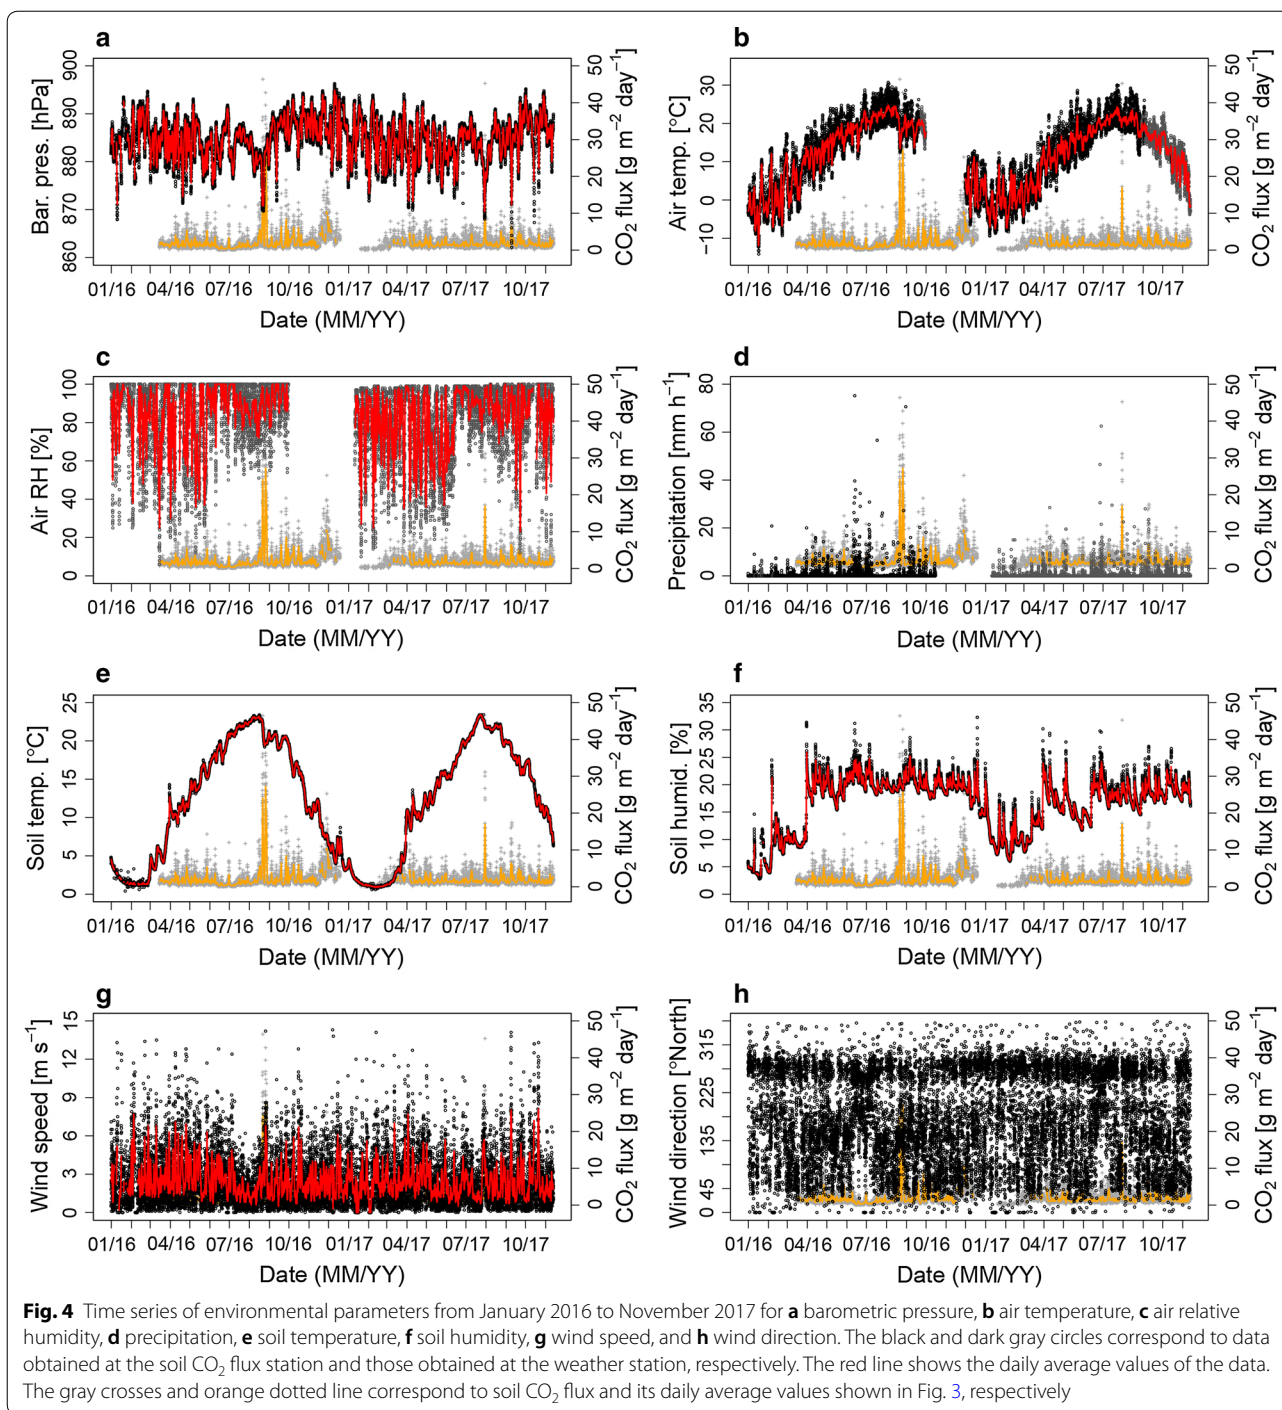 a
Bar. pres. [hPa]
900
890
880
870
860
50
40
30
20
10
0
CO2 flux [g m−2 day−1]
01/16 04/16 07/16 10/16 01/17 04/17 07/17 10/17
Date (MM/YY)
b
Air temp. [°C]
30
20
10
0
−10
50
40
30
20
10
0
CO2 flux [g m−2 day−1]
01/16 04/16 07/16 10/16 01/17 04/17 07/17 10/17
Date (MM/YY)
c
Air RH [%]
100
80
60
40
20
0
50
40
30
20
10
0
CO2 flux [g m−2 day−1]
01/16 04/16 07/16 10/16 01/17 04/17 07/17 10/17
Date (MM/YY)
d
Precipitation [mm h−1]
80
60
40
20
0
50
40
30
20
10
0
CO2 flux [g m−2 day−1]
01/16 04/16 07/16 10/16 01/17 04/17 07/17 10/17
Date (MM/YY)
e
Soil temp. [°C]
25
20
15
10
5
0
50
40
30
20
10
0
CO2 flux [g m−2 day−1]
01/16 04/16 07/16 10/16 01/17 04/17 07/17 10/17
Date (MM/YY)
f
Soil humid. [%]
35
30
25
20
15
10
5
0
50
40
30
20
10
0
CO2 flux [g m−2 day−1]
01/16 04/16 07/16 10/16 01/17 04/17 07/17 10/17
Date (MM/YY)
g
Wind speed [m s−1]
15
12
9
6
3
0
50
40
30
20
10
0
CO2 flux [g m−2 day−1]
01/16 04/16 07/16 10/16 01/17 04/17 07/17 10/17
Date (MM/YY)
h
Wind direction [°North]
315
225
135
45
0
50
40
30
20
10
0
CO2 flux [g m−2 day−1]
01/16 04/16 07/16 10/16 01/17 04/17 07/17 10/17
Date (MM/YY)
Fig. 4 Time series of environmental parameters from January 2016 to November 2017 for a barometric pressure, b air temperature, c air relative
humidity, d precipitation, e soil temperature, f soil humidity, g wind speed, and h wind direction. The black and dark gray circles correspond to data
obtained at the soil CO2 flux station and those obtained at the weather station, respectively. The red line shows the daily average values of the data.
The gray crosses and orange dotted line correspond to soil CO2 flux and its daily average values shown in Fig. 3, respectively